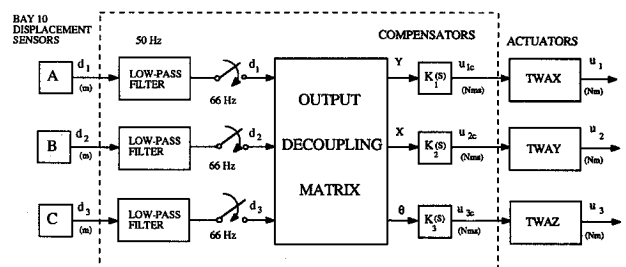 BAY 10
DISPLACEMENT
SENSORS
50 Hz
COMPENSATORS
ACTUATORS
A
d1
(m)
LOW-PASS
FILTER
66 Hz
d1
Y
K1(S)
u1c
(Nms)
TWAX
u1
(Nm)
B
d2
(m)
LOW-PASS
FILTER
66 Hz
d2
OUTPUT
DECOUPLING
MATRIX
X
K2(S)
u2c
(Nms)
TWAY
u2
(Nm)
C
d3
(m)
LOW-PASS
FILTER
66 Hz
d3
θ
K3(S)
u3c
(Nms)
TWAZ
u3
(Nm)